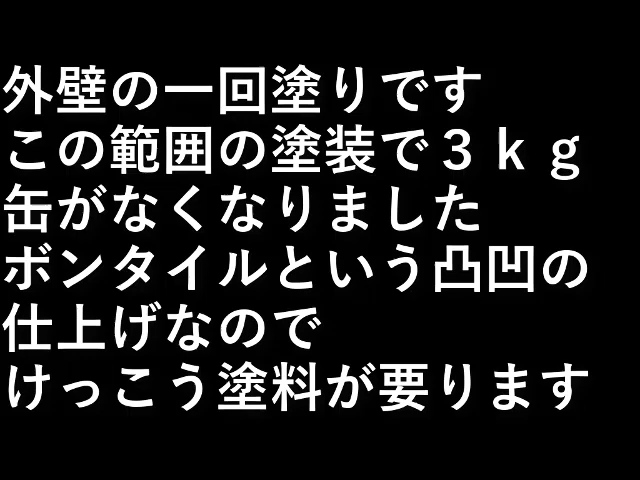 外壁の一回塗りです
この範囲の塗装で３ｋｇ
缶がなくなりました
ボンタイルという凸凹の
仕上げなので
けっこう塗料が要ります